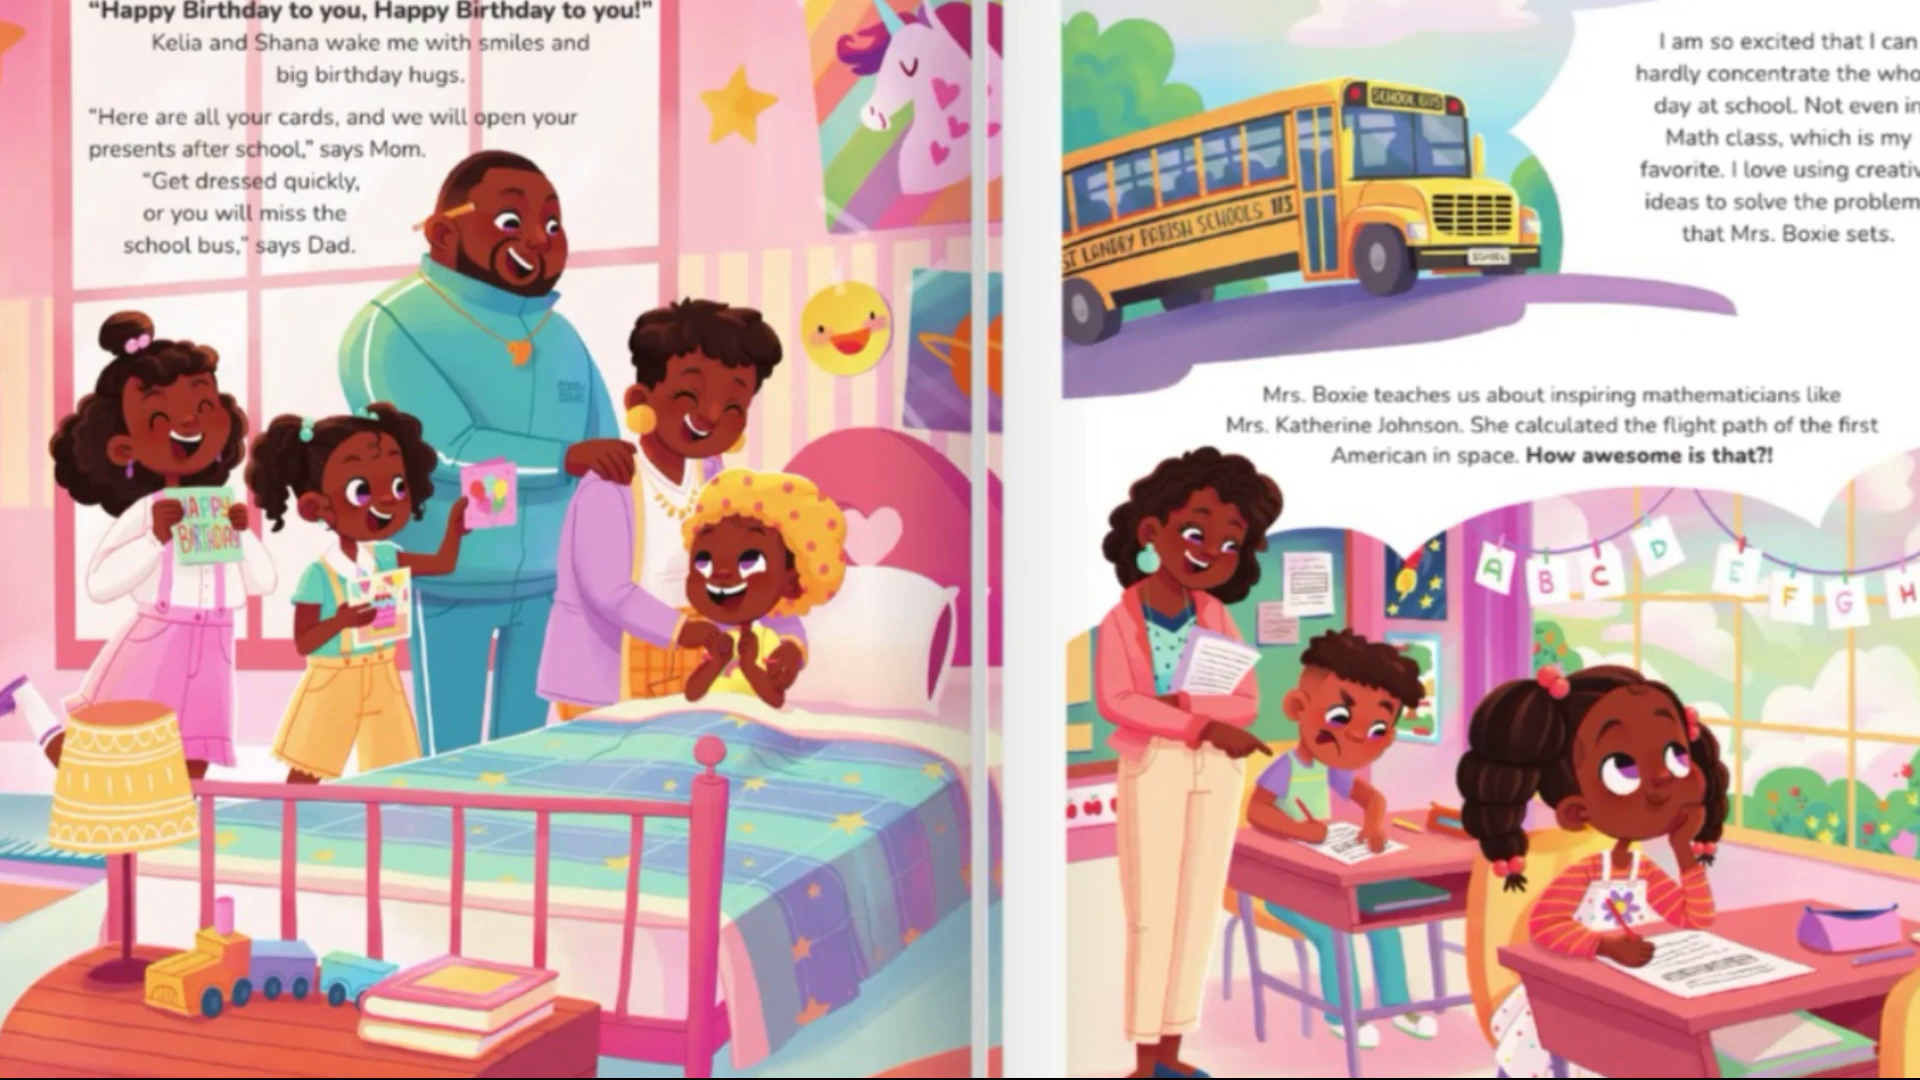 “Happy Birthday to you, Happy Birthday to you!”
Kelia and Shana wake me with smiles and
big birthday hugs.
“Here are all your cards, and we will open your
presents after school,” says Mom.
“Get dressed quickly,
or you will miss the
school bus,” says Dad.
HAPPY
BIRTHDAY
I am so excited that I can
hardly concentrate the who
day at school. Not even in
Math class, which is my
favorite. I love using creativ
ideas to solve the problem
that Mrs. Boxie sets.
SCHOOL BUS
ST LANDRY PARISH SCHOOLS 113
SCHOOL
Mrs. Boxie teaches us about inspiring mathematicians like
Mrs. Katherine Johnson. She calculated the flight path of the first
American in space. How awesome is that?!
A B C D E F G H